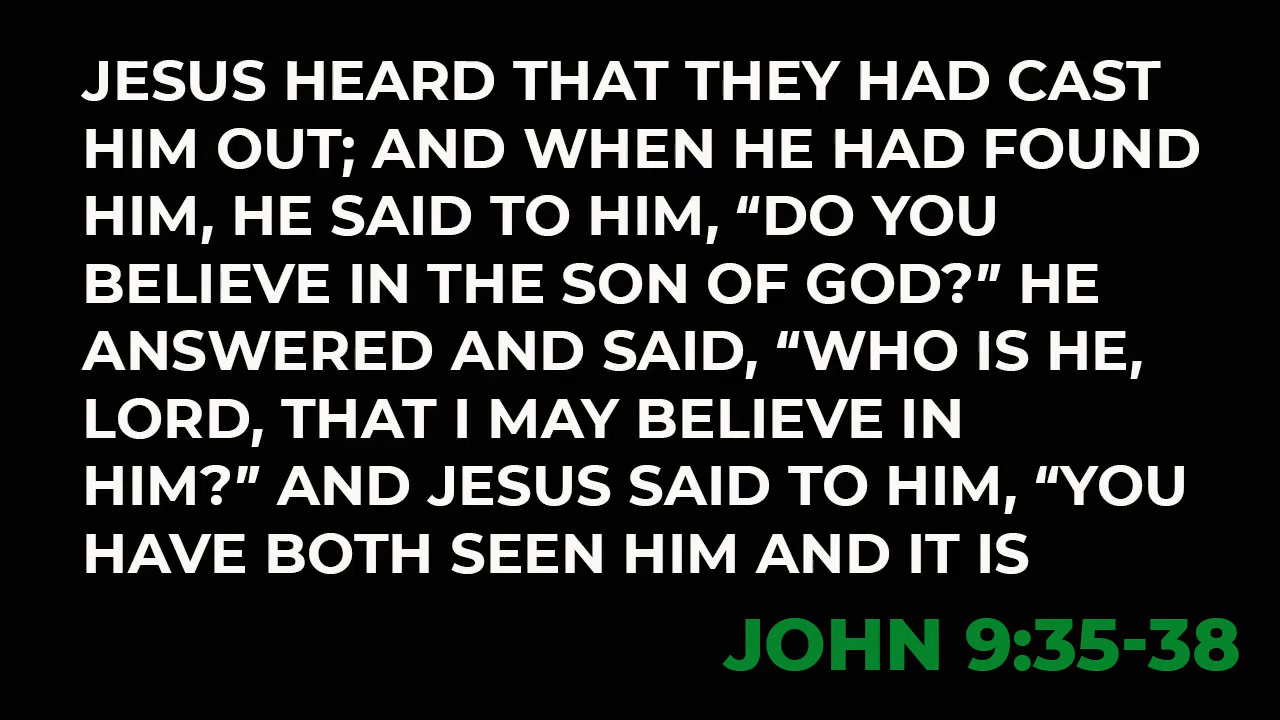 JESUS HEARD THAT THEY HAD CAST
HIM OUT; AND WHEN HE HAD FOUND
HIM, HE SAID TO HIM, “DO YOU
BELIEVE IN THE SON OF GOD?” HE
ANSWERED AND SAID, “WHO IS HE,
LORD, THAT I MAY BELIEVE IN
HIM?” AND JESUS SAID TO HIM, “YOU
HAVE BOTH SEEN HIM AND IT IS
JOHN 9:35-38